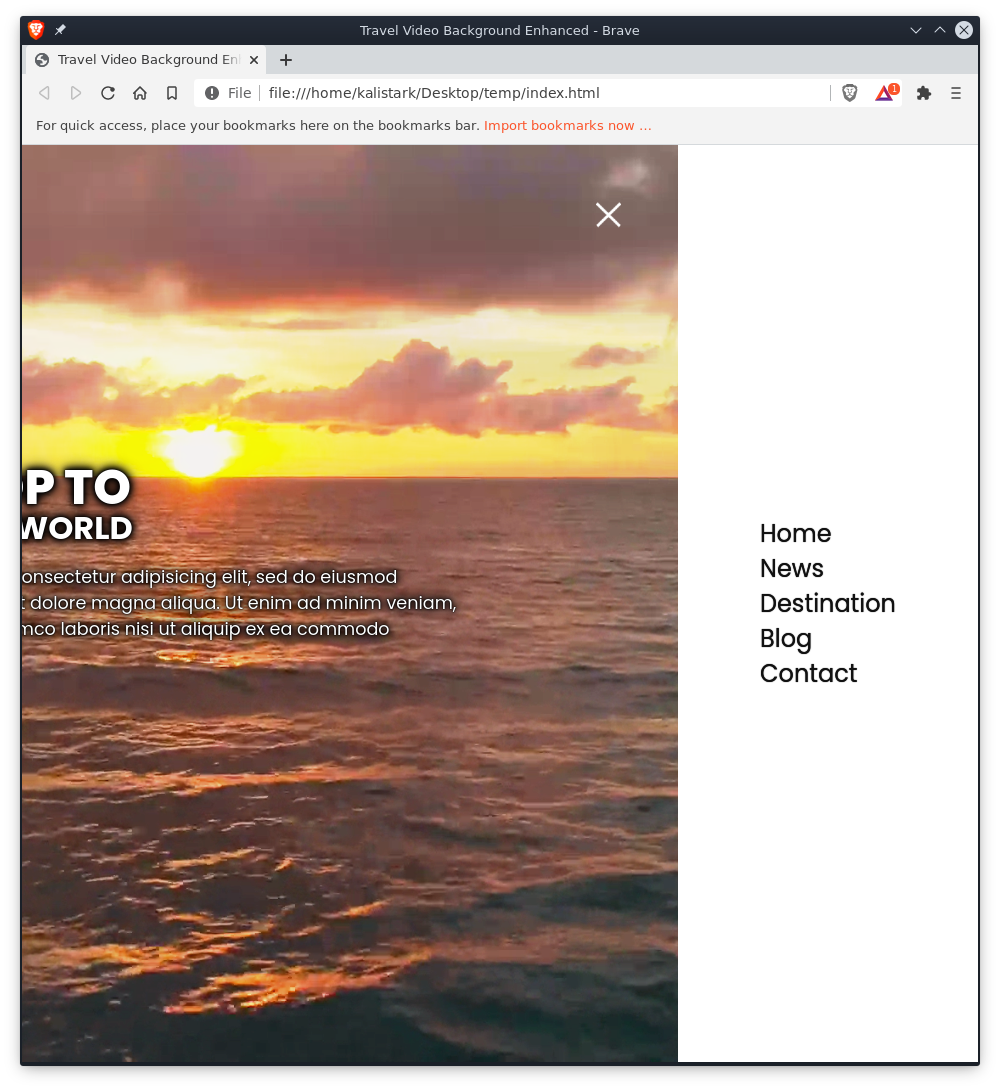 Travel Video Background Enhanced - Brave
Travel Video Background En
File file:///home/kalistark/Desktop/temp/index.html 1
For quick access, place your bookmarks here on the bookmarks bar. Import bookmarks now ...
P TO
WORLD
onsectetur adipisicing elit, sed do eiusmod
t dolore magna aliqua. Ut enim ad minim veniam,
mco laboris nisi ut aliquip ex ea commodo
Home
News
Destination
Blog
Contact